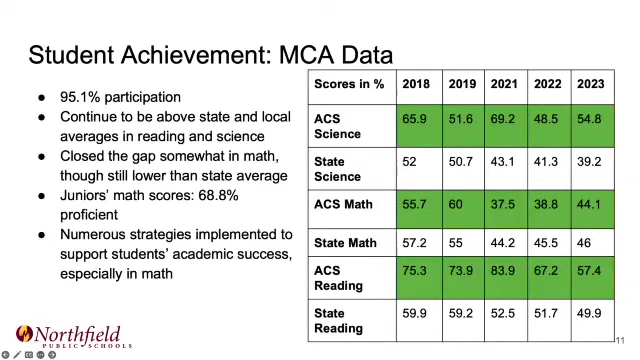 Student Achievement: MCA Data
● 95.1% participation
● Continue to be above state and local
averages in reading and science
● Closed the gap somewhat in math,
though still lower than state average
● Juniors' math scores: 68.8%
proficient
● Numerous strategies implemented to
support students' academic success,
especially in math
Scores in % 2018 2019 2021 2022 2023
ACS Science 65.9 51.6 69.2 48.5 54.8
State Science 52 50.7 43.1 41.3 39.2
ACS Math 55.7 60 37.5 38.8 44.1
State Math 57.2 55 44.2 45.5 46
ACS Reading 75.3 73.9 83.9 67.2 57.4
State Reading 59.9 59.2 52.5 51.7 49.9
Northfield
PUBLIC SCHOOLS
11